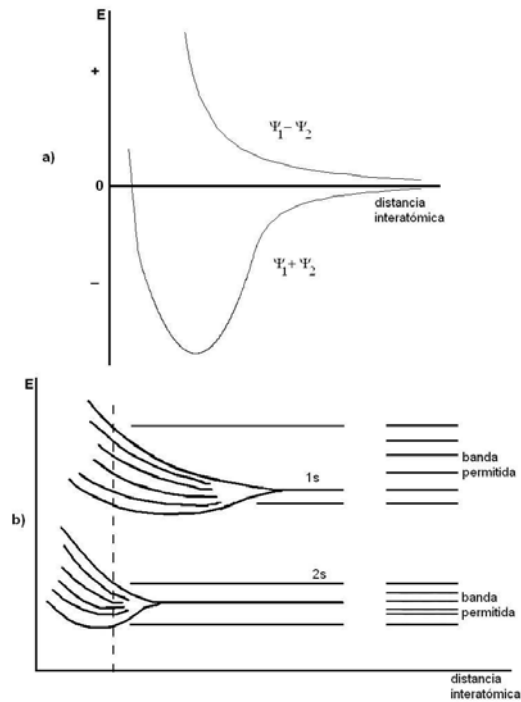 E
+
Ψ1 − Ψ2
a)
0
distancia
interatómica
Ψ1 + Ψ2
−
E
banda
permitida
1s
b)
2s
banda
permitida
distancia
interatómica